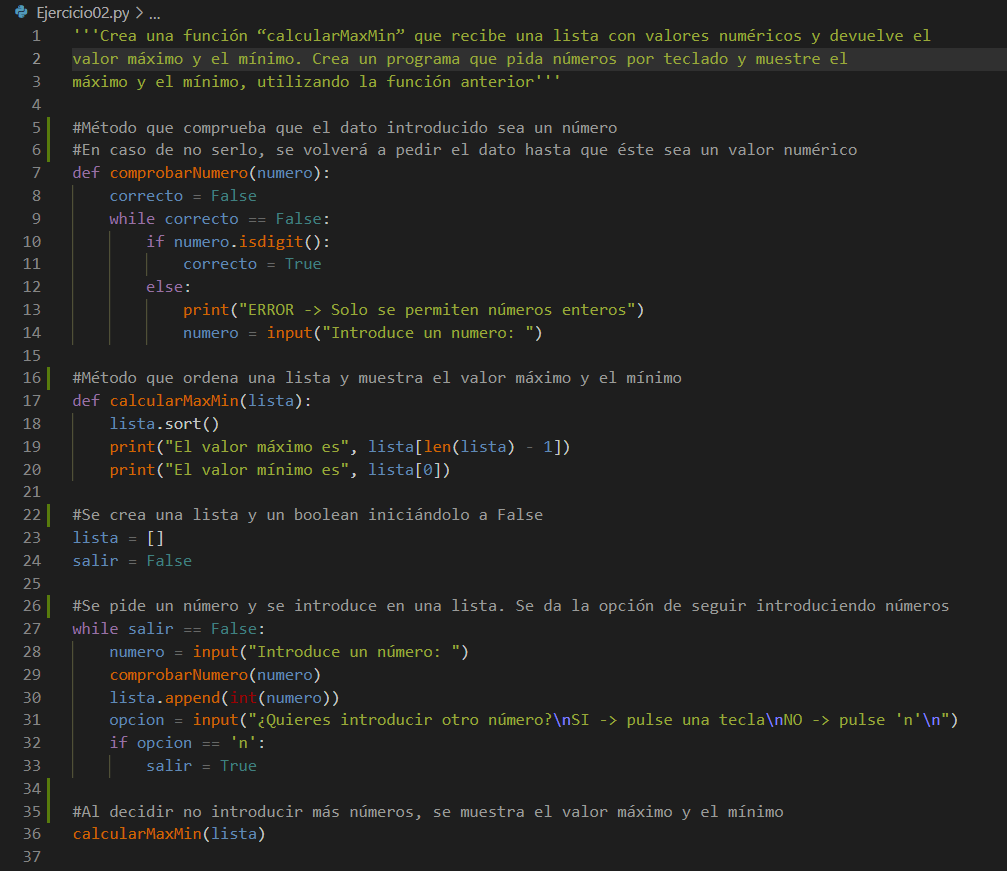 Ejercicio02.py > ...
1 '''Crea una función “calcularMaxMin” que recibe una lista con valores numéricos y devuelve el
2 valor máximo y el mínimo. Crea un programa que pida números por teclado y muestre el
3 máximo y el mínimo, utilizando la función anterior'''
4
5 #Método que comprueba que el dato introducido sea un número
6 #En caso de no serlo, se volverá a pedir el dato hasta que éste sea un valor numérico
7 def comprobarNumero(numero):
8     correcto = False
9     while correcto == False:
10         if numero.isdigit():
11             correcto = True
12         else:
13             print("ERROR -> Solo se permiten números enteros")
14             numero = input("Introduce un numero: ")
15
16 #Método que ordena una lista y muestra el valor máximo y el mínimo
17 def calcularMaxMin(lista):
18     lista.sort()
19     print("El valor máximo es", lista[len(lista) - 1])
20     print("El valor mínimo es", lista[0])
21
22 #Se crea una lista y un boolean iniciándolo a False
23 lista = []
24 salir = False
25
26 #Se pide un número y se introduce en una lista. Se da la opción de seguir introduciendo números
27 while salir == False:
28     numero = input("Introduce un número: ")
29     comprobarNumero(numero)
30     lista.append(int(numero))
31     opcion = input("¿Quieres introducir otro número?\nSI -> pulse una tecla\nNO -> pulse 'n'\n")
32     if opcion == 'n':
33         salir = True
34
35 #Al decidir no introducir más números, se muestra el valor máximo y el mínimo
36 calcularMaxMin(lista)
37